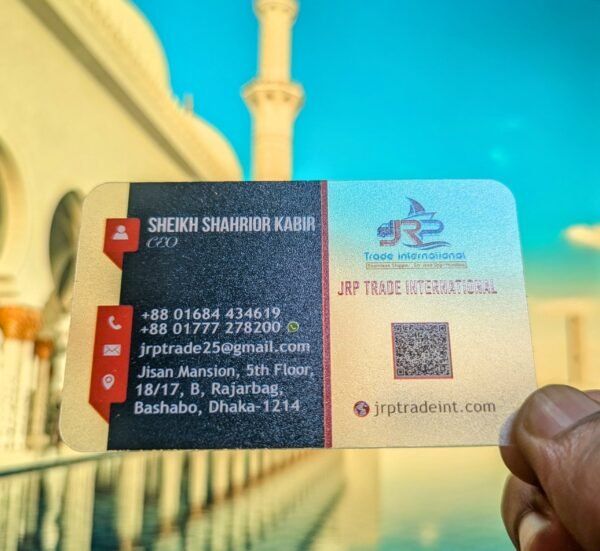 SHEIKH SHAHRIOR KABIR
CEO
+88 01684 434619
+88 01777 278200
jrptrade25@gmail.com
Jisan Mansion, 5th Floor,
18/17, B, Rajarbag,
Bashabo, Dhaka-1214
JRP
Trade international
JRP TRADE INTERNATIONAL
jrptradeint.com